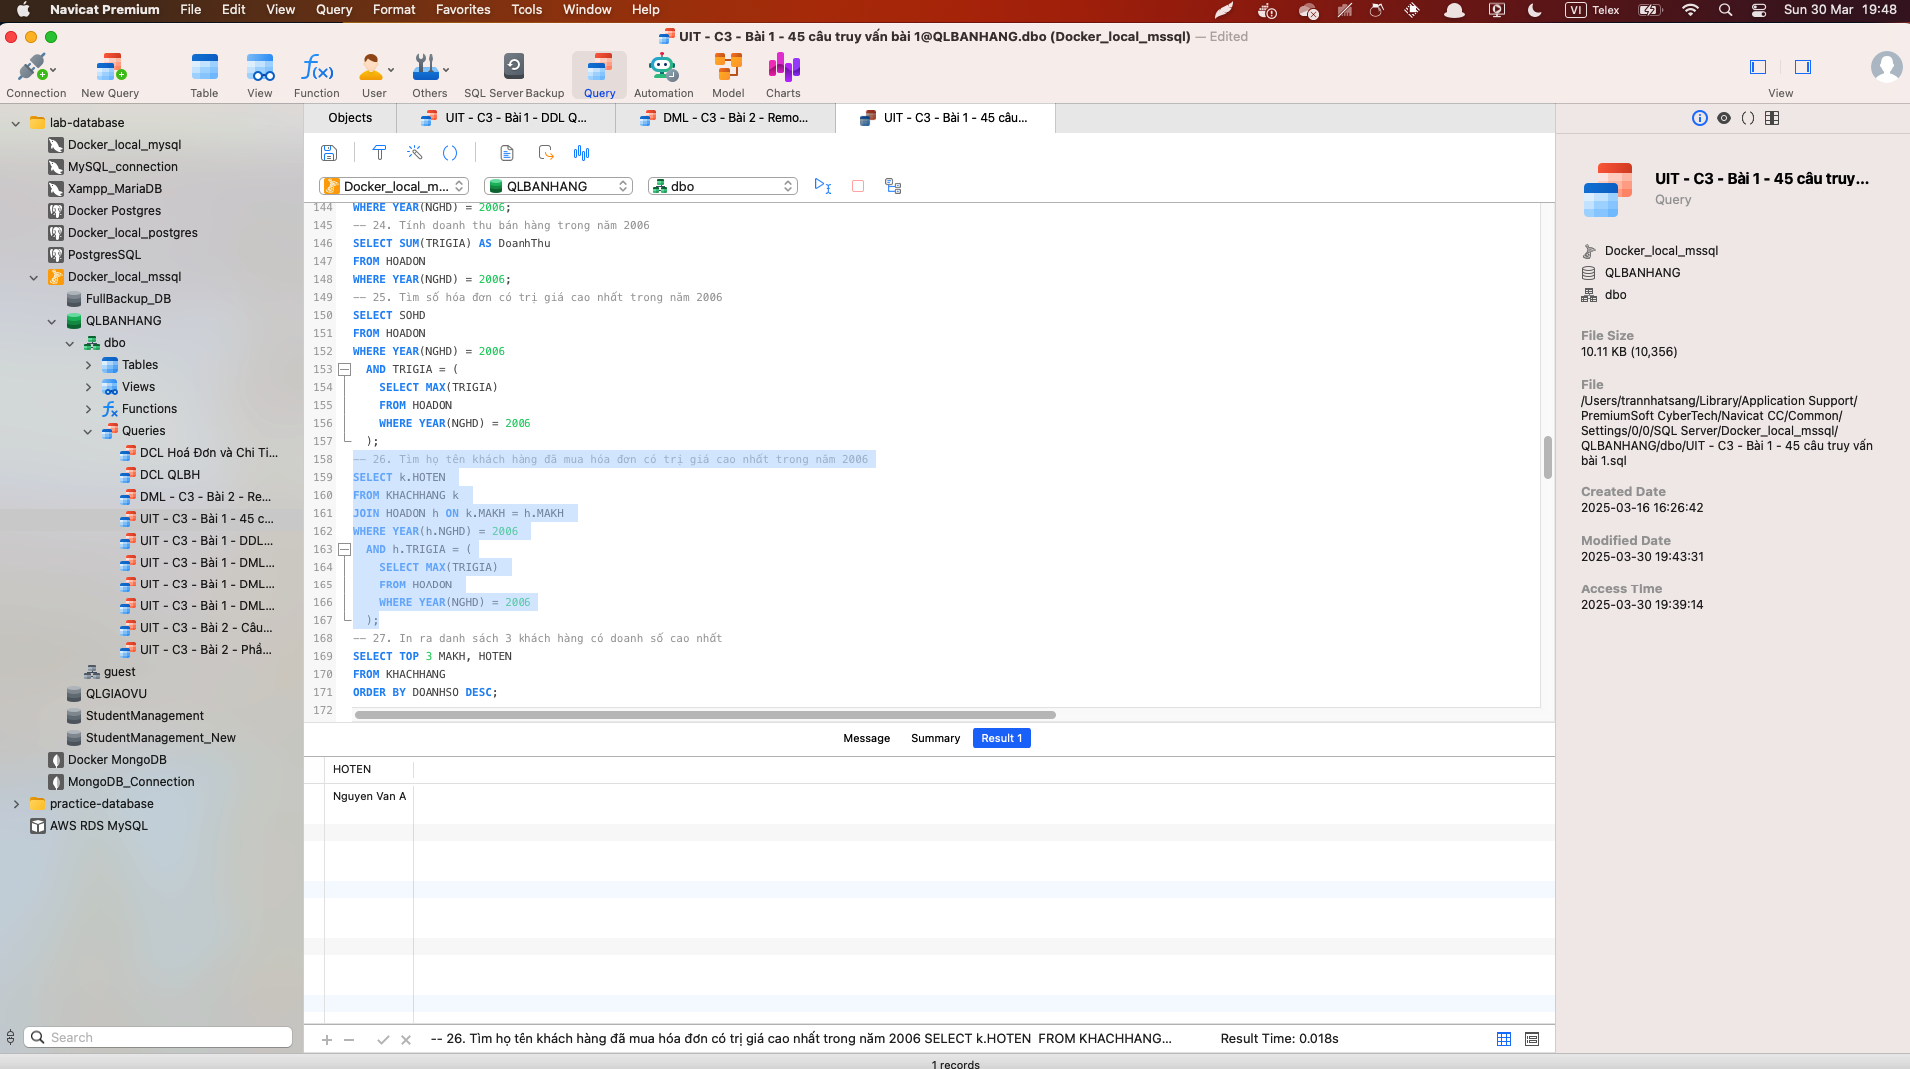 Navicat Premium File Edit View Query Format Favorites Tools Window Help VI Telex Sun 30 Mar 19:48
UIT - C3 - Bài 1 - 45 câu truy vấn bài 1@QLBANHANG.dbo (Docker_local_mssql) — Edited
Connection New Query Table View Function User Others SQL Server Backup Query Automation Model Charts View
lab-database
Docker_local_mysql
MySQL_connection
Xampp_MariaDB
Docker Postgres
Docker_local_postgres
PostgresSQL
Docker_local_mssql
FullBackup_DB
QLBANHANG
dbo
Tables
Views
Functions
Queries
DCL Hoá Đơn và Chi Ti...
DCL QLBH
DML - C3 - Bài 2 - Re...
UIT - C3 - Bài 1 - 45 c...
UIT - C3 - Bài 1 - DDL...
UIT - C3 - Bài 1 - DML...
UIT - C3 - Bài 1 - DML...
UIT - C3 - Bài 1 - DML...
UIT - C3 - Bài 2 - Câu...
UIT - C3 - Bài 2 - Phầ...
guest
QLGIAOVU
StudentManagement
StudentManagement_New
Docker MongoDB
MongoDB_Connection
practice-database
AWS RDS MySQL
Search
Objects UIT - C3 - Bài 1 - DDL Q... DML - C3 - Bài 2 - Remo... UIT - C3 - Bài 1 - 45 câu...
Docker_local_m... QLBANHANG dbo
144 WHERE YEAR(NGHD) = 2006;
145 -- 24. Tính doanh thu bán hàng trong năm 2006
146 SELECT SUM(TRIGIA) AS DoanhThu
147 FROM HOADON
148 WHERE YEAR(NGHD) = 2006;
149 -- 25. Tìm số hóa đơn có trị giá cao nhất trong năm 2006
150 SELECT SOHD
151 FROM HOADON
152 WHERE YEAR(NGHD) = 2006
153 AND TRIGIA = (
154 SELECT MAX(TRIGIA)
155 FROM HOADON
156 WHERE YEAR(NGHD) = 2006
157 );
158 -- 26. Tìm họ tên khách hàng đã mua hóa đơn có trị giá cao nhất trong năm 2006
159 SELECT k.HOTEN
160 FROM KHACHHANG k
161 JOIN HOADON h ON k.MAKH = h.MAKH
162 WHERE YEAR(h.NGHD) = 2006
163 AND h.TRIGIA = (
164 SELECT MAX(TRIGIA)
165 FROM HOADON
166 WHERE YEAR(NGHD) = 2006
167 );
168 -- 27. In ra danh sách 3 khách hàng có doanh số cao nhất
169 SELECT TOP 3 MAKH, HOTEN
170 FROM KHACHHANG
171 ORDER BY DOANHSO DESC;
172
Message Summary Result 1
HOTEN
Nguyen Van A
-- 26. Tìm họ tên khách hàng đã mua hóa đơn có trị giá cao nhất trong năm 2006 SELECT k.HOTEN FROM KHACHHANG... Result Time: 0.018s
1 records
UIT - C3 - Bài 1 - 45 câu truy...
Query
Docker_local_mssql
QLBANHANG
dbo
File Size
10.11 KB (10,356)
File
/Users/trannhatsang/Library/Application Support/
PremiumSoft CyberTech/Navicat CC/Common/
Settings/0/0/SQL Server/Docker_local_mssql/
QLBANHANG/dbo/UIT - C3 - Bài 1 - 45 câu truy vấn
bài 1.sql
Created Date
2025-03-16 16:26:42
Modified Date
2025-03-30 19:43:31
Access Time
2025-03-30 19:39:14